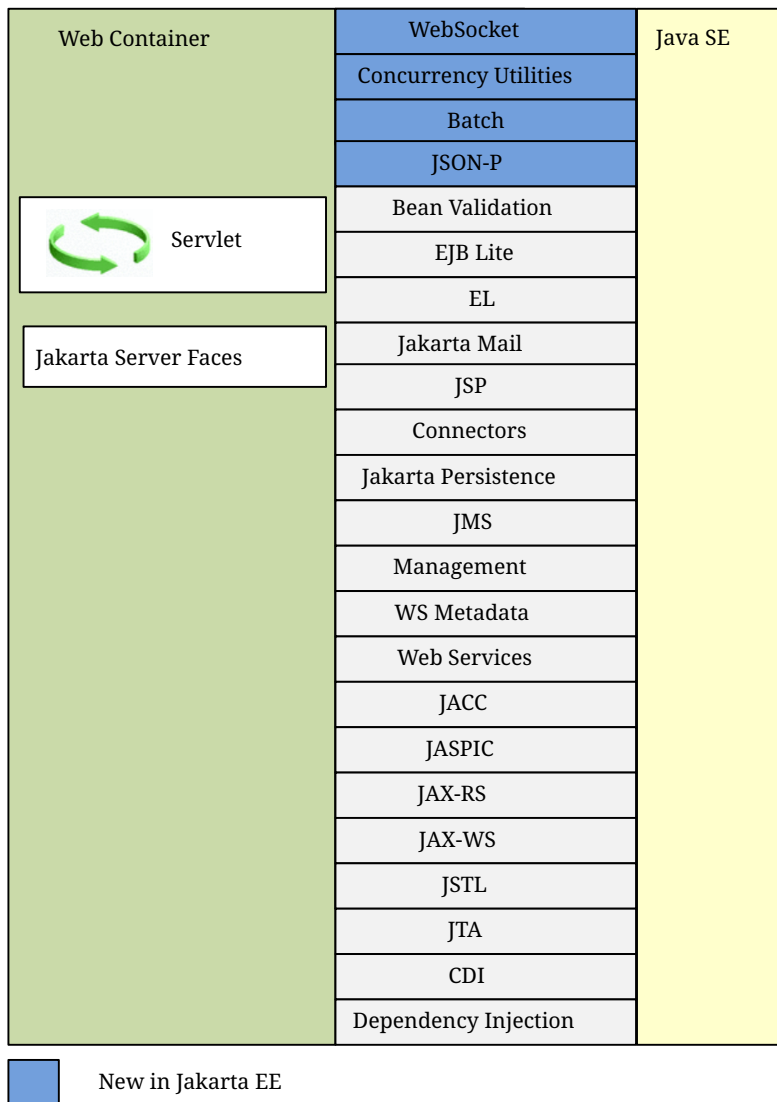 Web Container
WebSocket
Java SE
Concurrency Utilities
Batch
JSON-P
Bean Validation
Servlet
EJB Lite
EL
Jakarta Mail
Jakarta Server Faces
JSP
Connectors
Jakarta Persistence
JMS
Management
WS Metadata
Web Services
JACC
JASPIC
JAX-RS
JAX-WS
JSTL
JTA
CDI
Dependency Injection
New in Jakarta EE